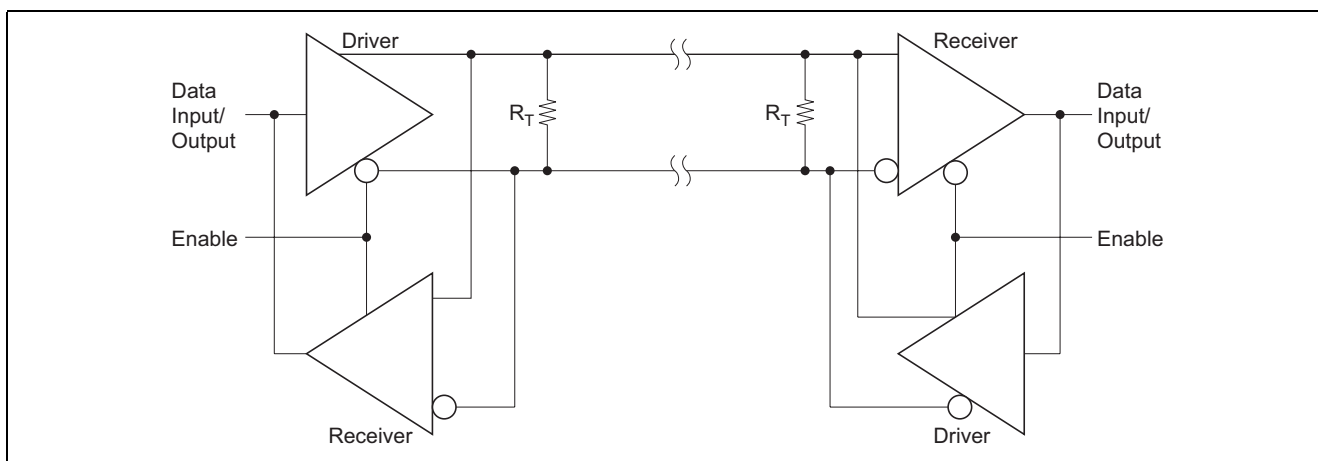 Driver
Receiver
Data
Input/
Output
R_T
R_T
Data
Input/
Output
Enable
Enable
Receiver
Driver